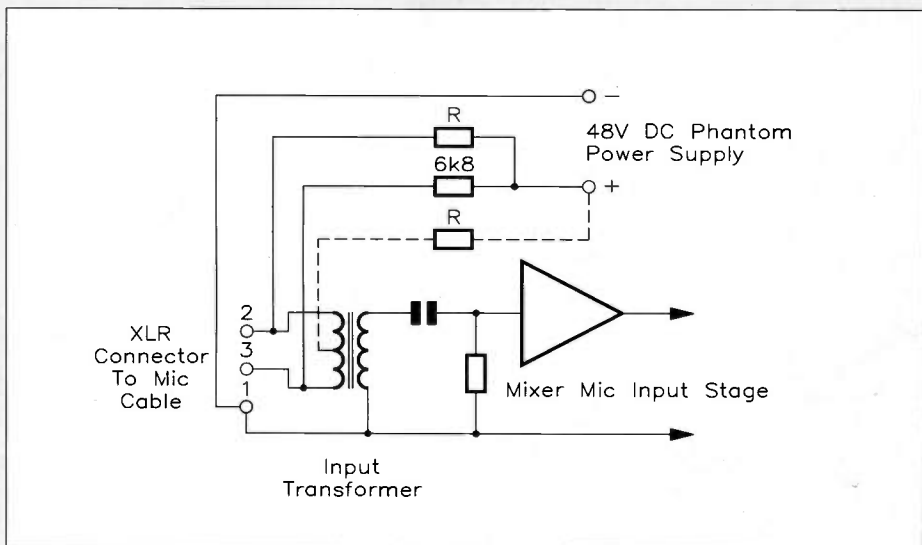 R
6k8
R
–
48V DC Phantom
Power Supply
+
2
3
1
XLR
Connector
To Mic
Cable
Input
Transformer
Mixer Mic Input Stage